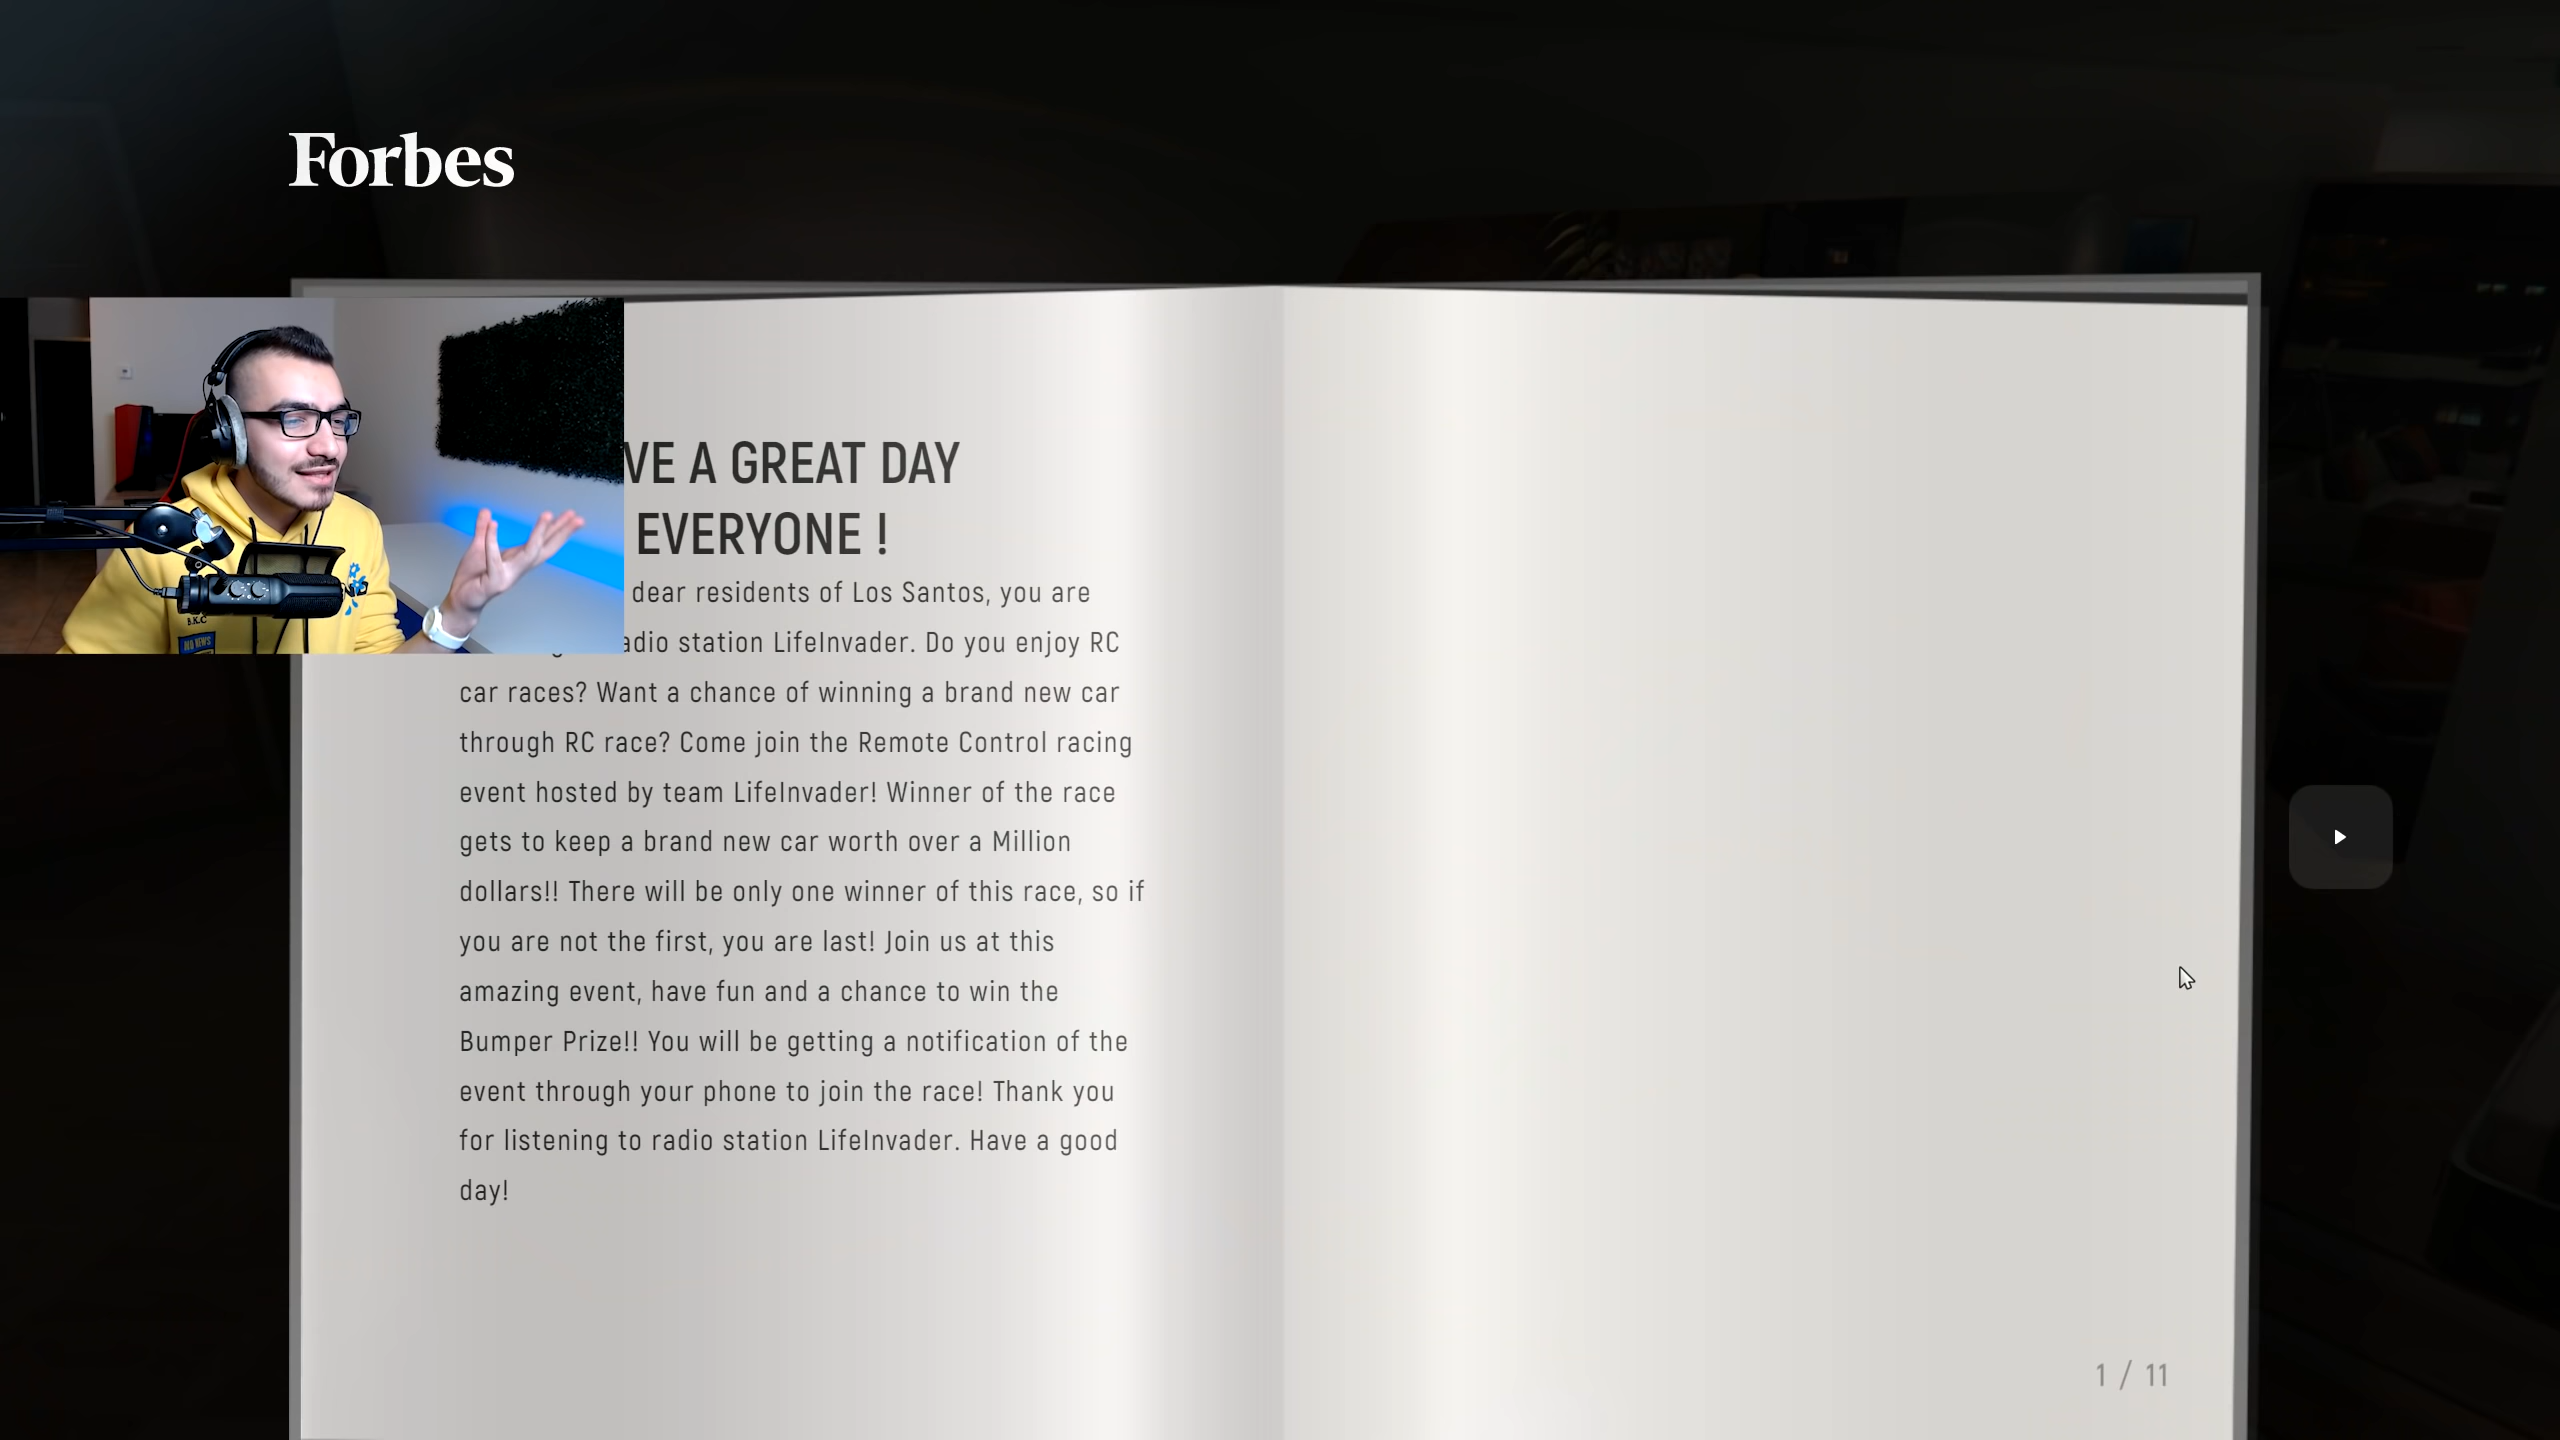 Forbes
VE A GREAT DAY
EVERYONE !
dear residents of Los Santos, you are
adio station LifeInvader. Do you enjoy RC
car races? Want a chance of winning a brand new car
through RC race? Come join the Remote Control racing
event hosted by team LifeInvader! Winner of the race
gets to keep a brand new car worth over a Million
dollars!! There will be only one winner of this race, so if
you are not the first, you are last! Join us at this
amazing event, have fun and a chance to win the
Bumper Prize!! You will be getting a notification of the
event through your phone to join the race! Thank you
for listening to radio station LifeInvader. Have a good
day!
B.K.C
1 / 11